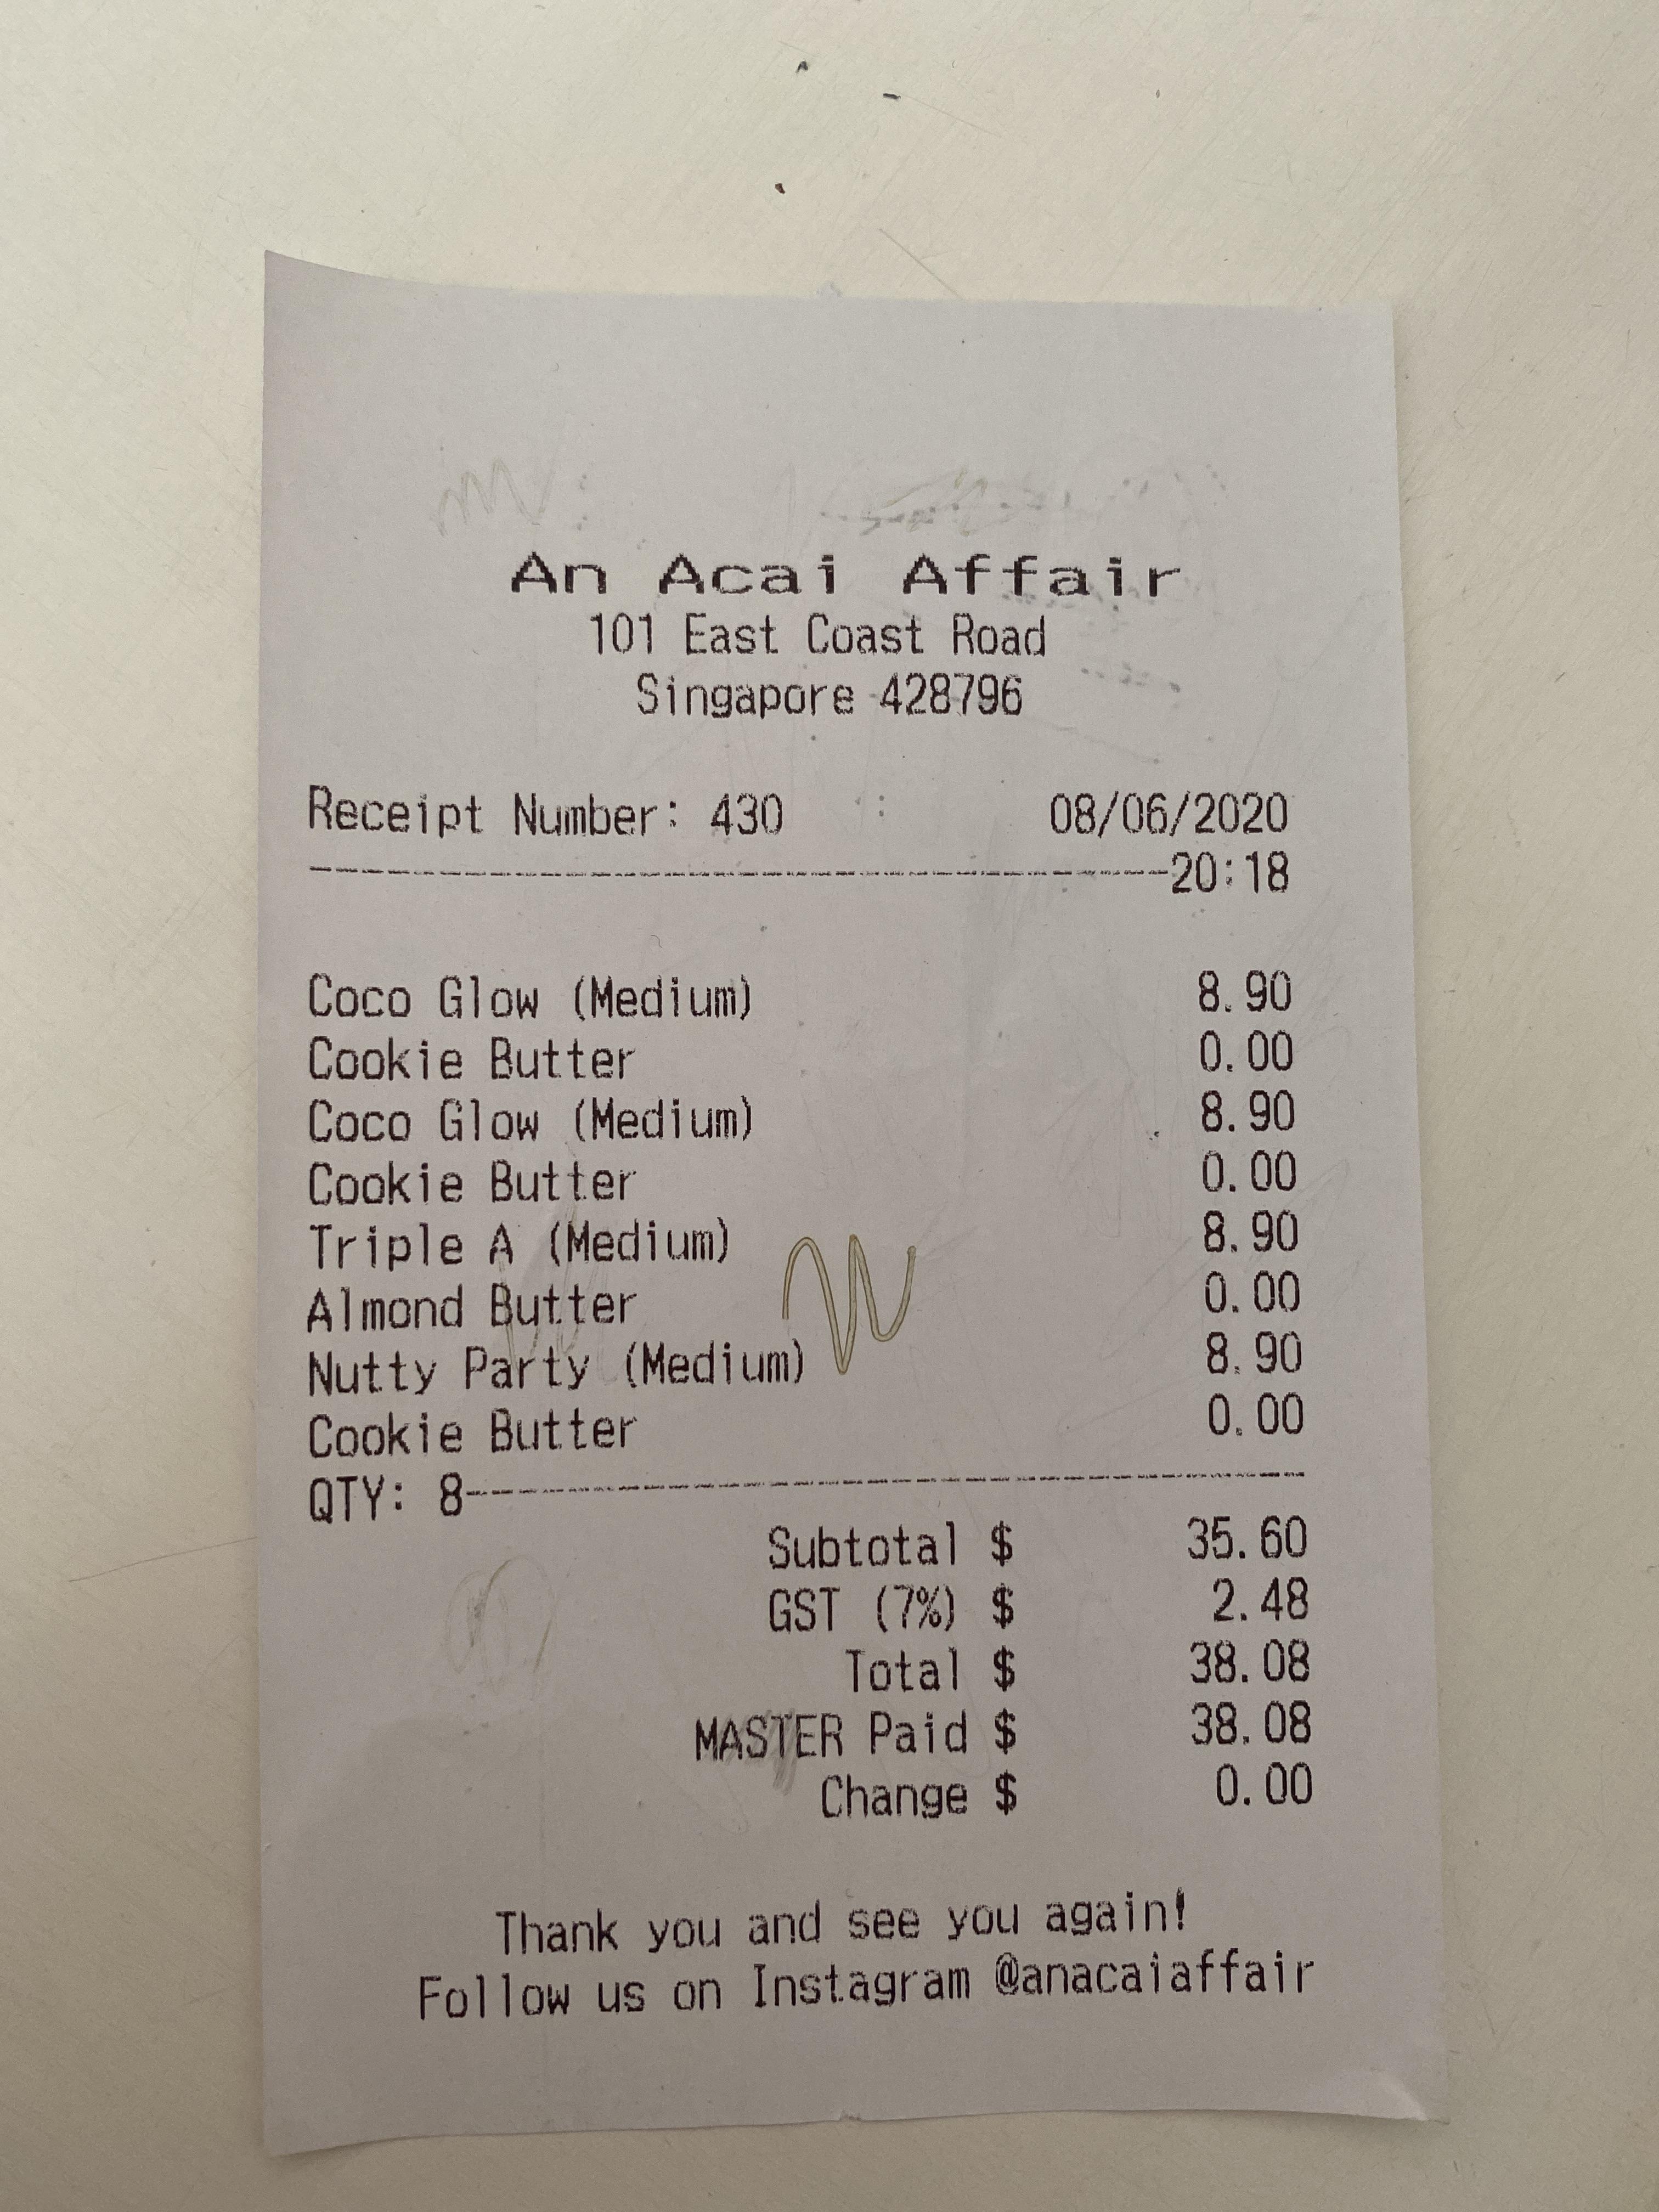 An Acai Affair
101 East Coast Road
Singapore 428796
Receipt Number: 430 08/06/2020
20:18
Coco Glow (Medium) 8.90
Cookie Butter 0.00
Coco Glow (Medium) 8.90
Cookie Butter 0.00
Triple A (Medium) 8.90
Almond Butter 0.00
Nutty Party (Medium) 8.90
Cookie Butter 0.00
QTY: 8
Subtotal $ 35.60
GST (7%) $ 2.48
Total $ 38.08
MASTER Paid $ 38.08
Change $ 0.00
Thank you and see you again!
Follow us on Instagram @anacaiaffair